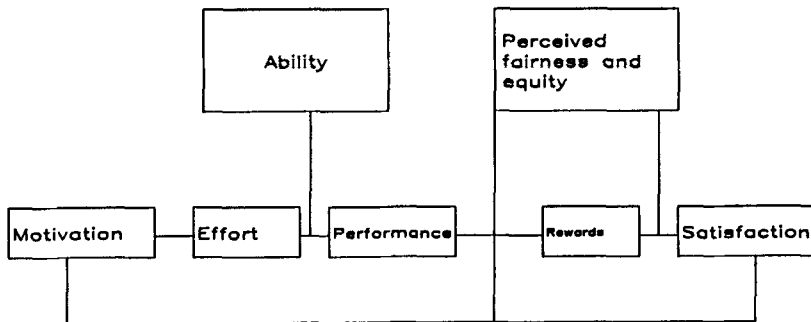 Ability
Perceived
fairness and
equity
Motivation
Effort
Performance
Rewards
Satisfaction